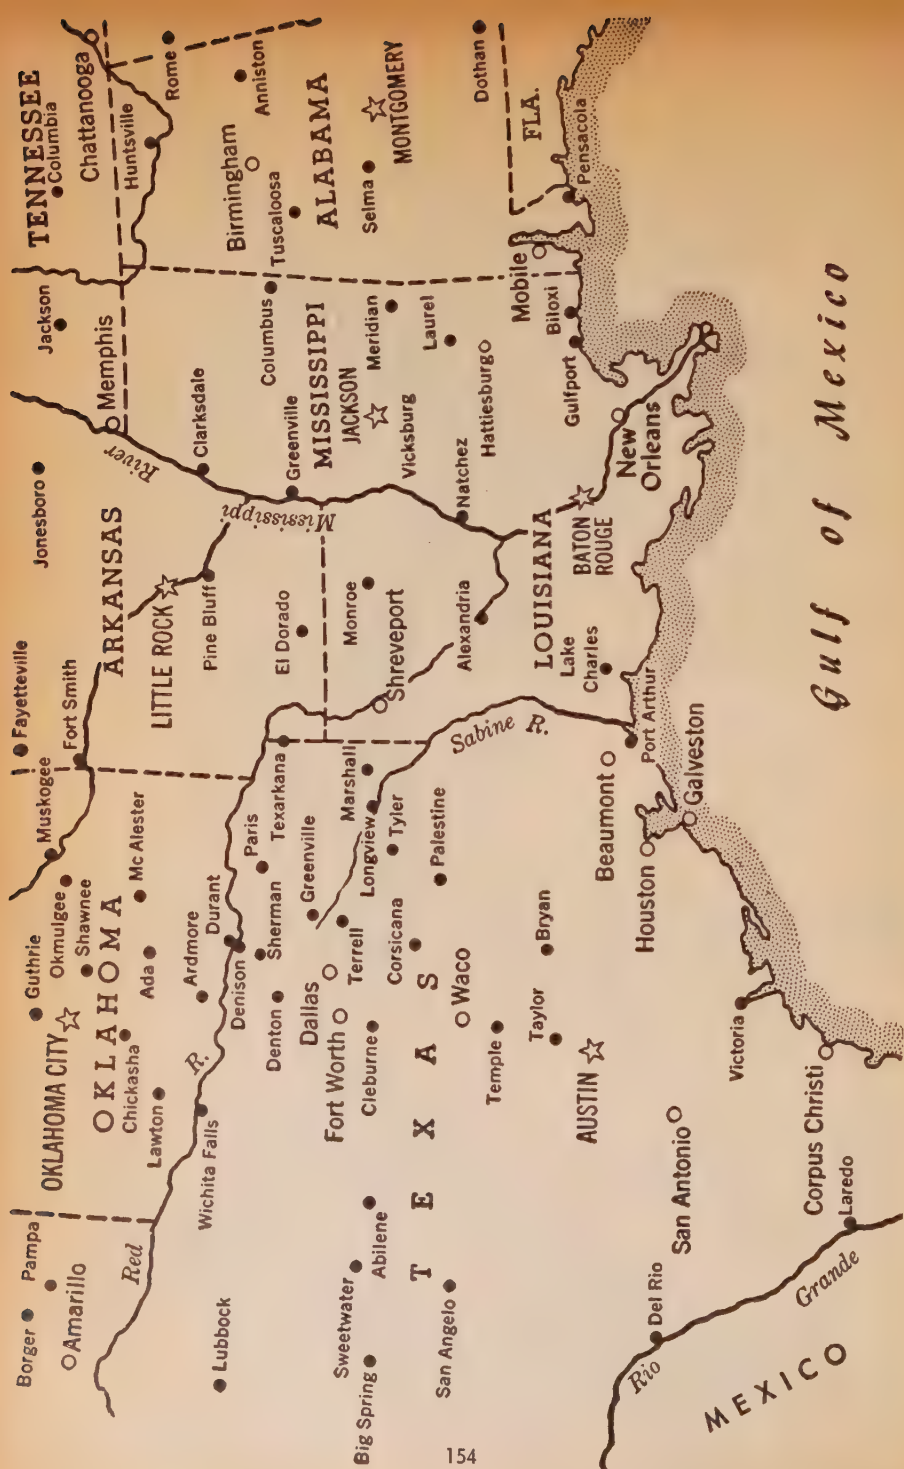 TENNESSEE
Columbia
Chattanooga
Huntsville
Rome
Anniston
Birmingham
Tuscaloosa
ALABAMA
Selma
MONTGOMERY
Dothan
FLA.
Pensacola
Mobile
Jackson
Memphis
Clarksdale
Columbus
MISSISSIPPI
Greenville
JACKSON
Meridian
Laurel
Vicksburg
Hattiesburg
Natchez
Biloxi
Gulfport
River
Mississippi
Jonesboro
ARKANSAS
LITTLE ROCK
Pine Bluff
El Dorado
Fayetteville
Fort Smith
Monroe
Shreveport
Alexandria
LOUISIANA
BATON
ROUGE
New
Orleans
Lake
Charles
Gulf of Mexico
Muskogee
Okmulgee
Shawnee
Guthrie
OKLAHOMA CITY
OKLAHOMA
Mc Alester
Ada
Chickasha
Lawton
Ardmore
Durant
Red
R.
Wichita Falls
Denison
Sherman
Paris
Texarkana
Denton
Dallas
Fort Worth
Cleburne
Greenville
Terrell
Corsicana
Longview
Marshall
Tyler
Palestine
Sabine R.
Port Arthur
Beaumont
Houston
Galveston
Waco
Bryan
Temple
Taylor
AUSTIN
TEXAS
Victoria
Corpus Christi
San Antonio
Laredo
Del Rio
Rio
Grande
MEXICO
Borger
Pampa
Amarillo
Lubbock
Sweetwater
Abilene
Big Spring
San Angelo
154